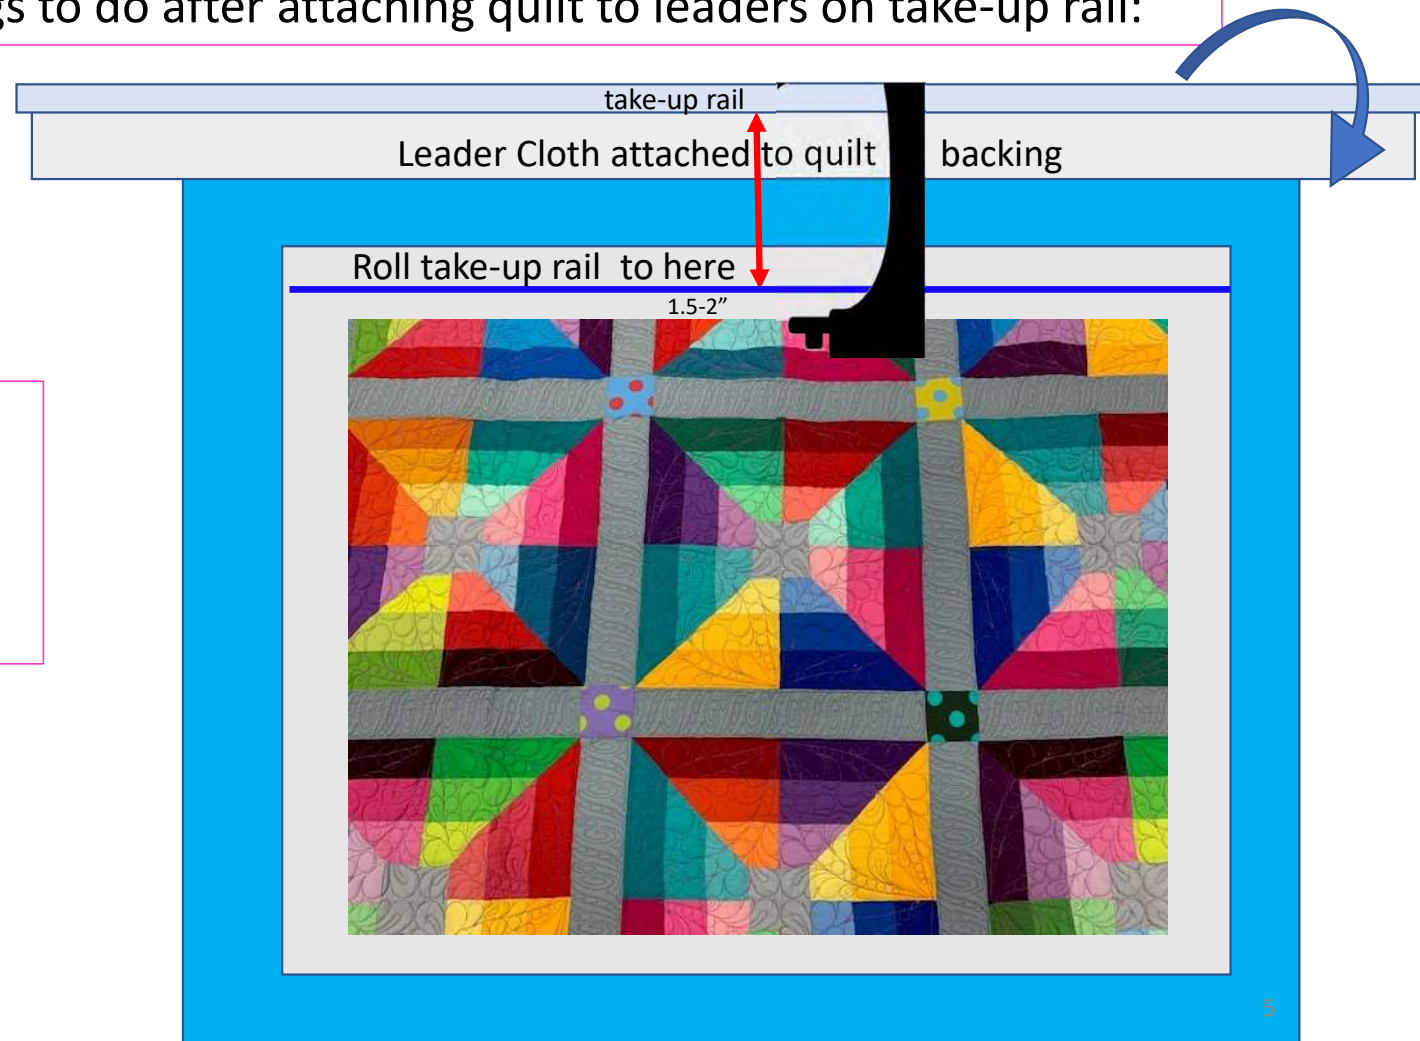 to do after attaching quilt to leaders on take-up rail:
take-up rail
Leader Cloth attached to quilt backing
Roll take-up rail to here
1.5-2”
5